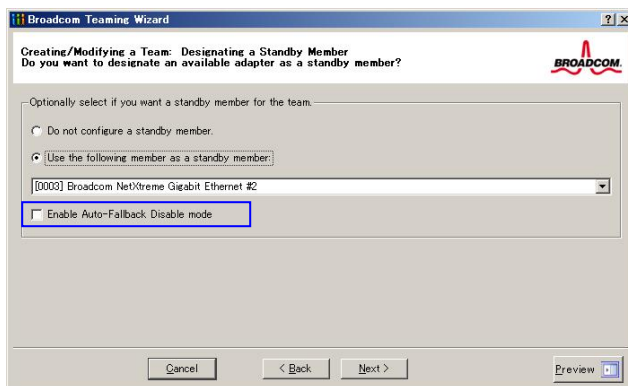 Broadcom Teaming Wizard
Creating/Modifying a Team: Designating a Standby Member
Do you want to designate an available adapter as a standby member?
BROADCOM.
Optionally select if you want a standby member for the team.
Do not configure a standby member.
Use the following member as a standby member:
[0003] Broadcom NetXtreme Gigabit Ethernet #2
Enable Auto-Fallback Disable mode
Cancel
< Back
Next >
Preview